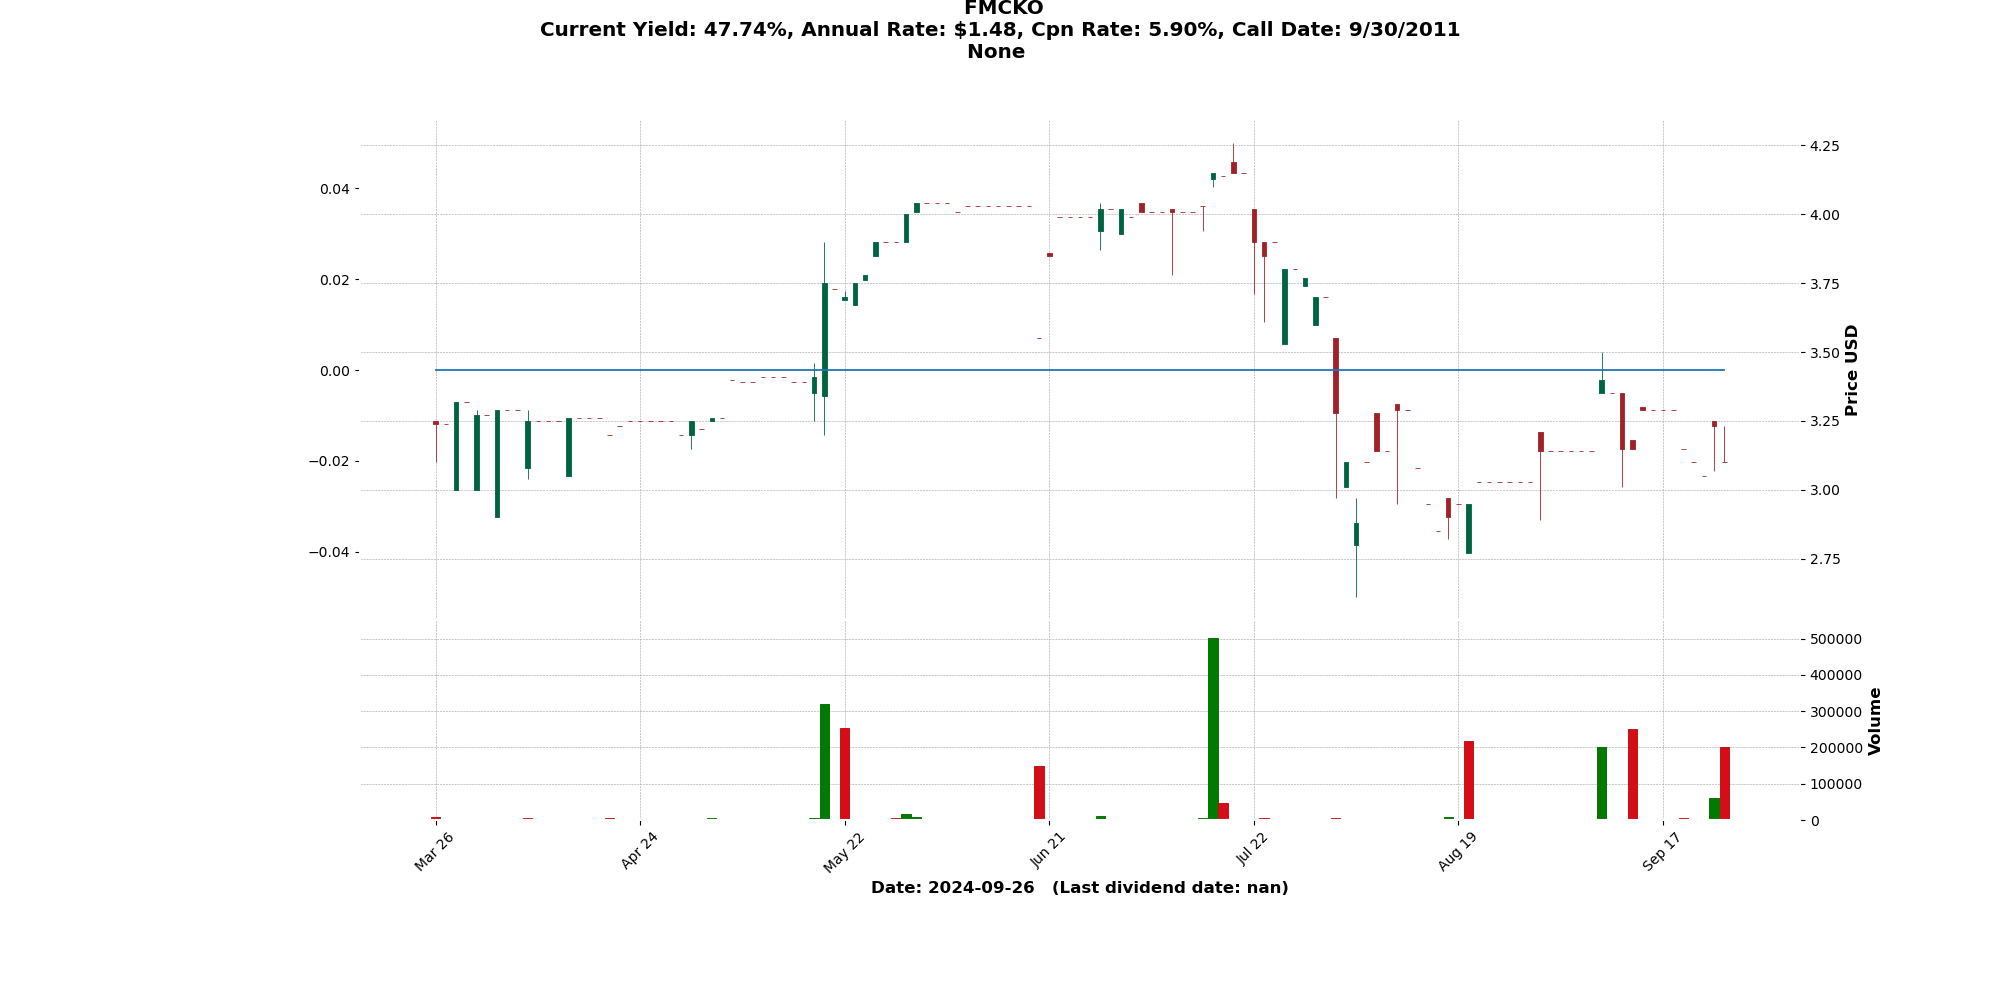 FMCKO
Current Yield: 47.74%, Annual Rate: $1.48, Cpn Rate: 5.90%, Call Date: 9/30/2011
None
0.04
0.02
0.00
−0.02
−0.04
4.25
4.00
3.75
3.50
3.25
3.00
2.75
Price USD
500000
400000
300000
200000
100000
0
Volume
Mar 26
Apr 24
May 22
Jun 21
Jul 22
Aug 19
Sep 17
Date: 2024-09-26   (Last dividend date: nan)